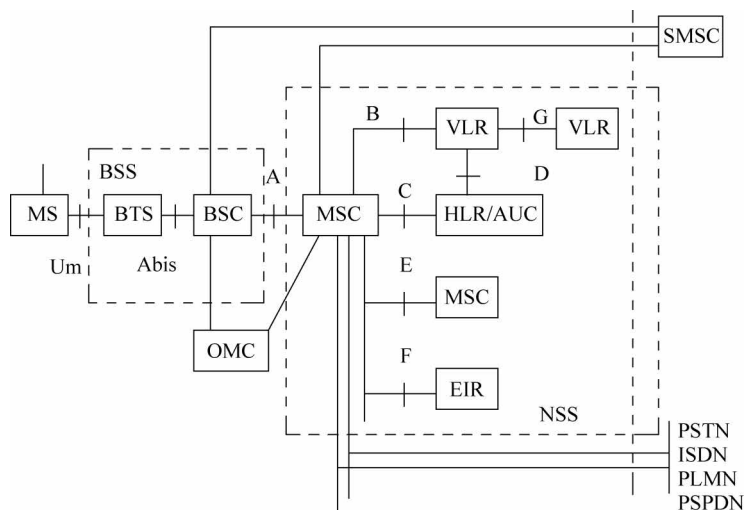 SMSC
B
VLR
G
VLR
BSS
A
D
MS
BTS
BSC
MSC
C
HLR/AUC
Um
Abis
E
MSC
OMC
F
EIR
NSS
PSTN
ISDN
PLMN
PSPDN